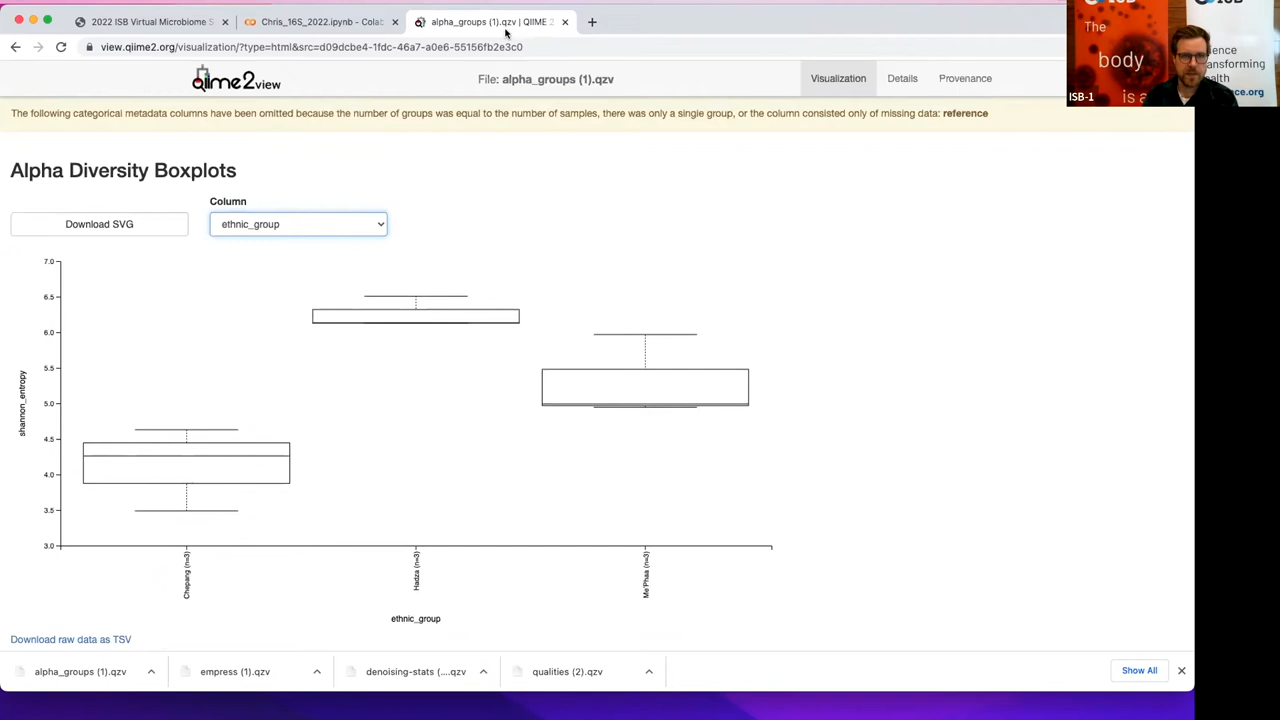 2022 ISB Virtual Microbiome S
Chris_16S_2022.ipynb - Colab
alpha_groups (1).qzv | QIIME 2
view.qiime2.org/visualization/?type=html&src=d09dcbe4-1fdc-46a7-a0e6-55156fb2e3c0
qiime2view
File: alpha_groups (1).qzv
Visualization
Details
Provenance
The following categorical metadata columns have been omitted because the number of groups was equal to the number of samples, there was only a single group, or the column consisted only of missing data: reference
The
body
is a
ISB-1
Alpha Diversity Boxplots
Column
Download SVG
ethnic_group
7.0
6.5
6.0
5.5
5.0
4.5
4.0
3.5
3.0
shannon_entropy
Chepang (n=3)
Hadza (n=3)
Me'Phaa (n=3)
ethnic_group
Download raw data as TSV
alpha_groups (1).qzv
empress (1).qzv
denoising-stats (....qzv
qualities (2).qzv
Show All